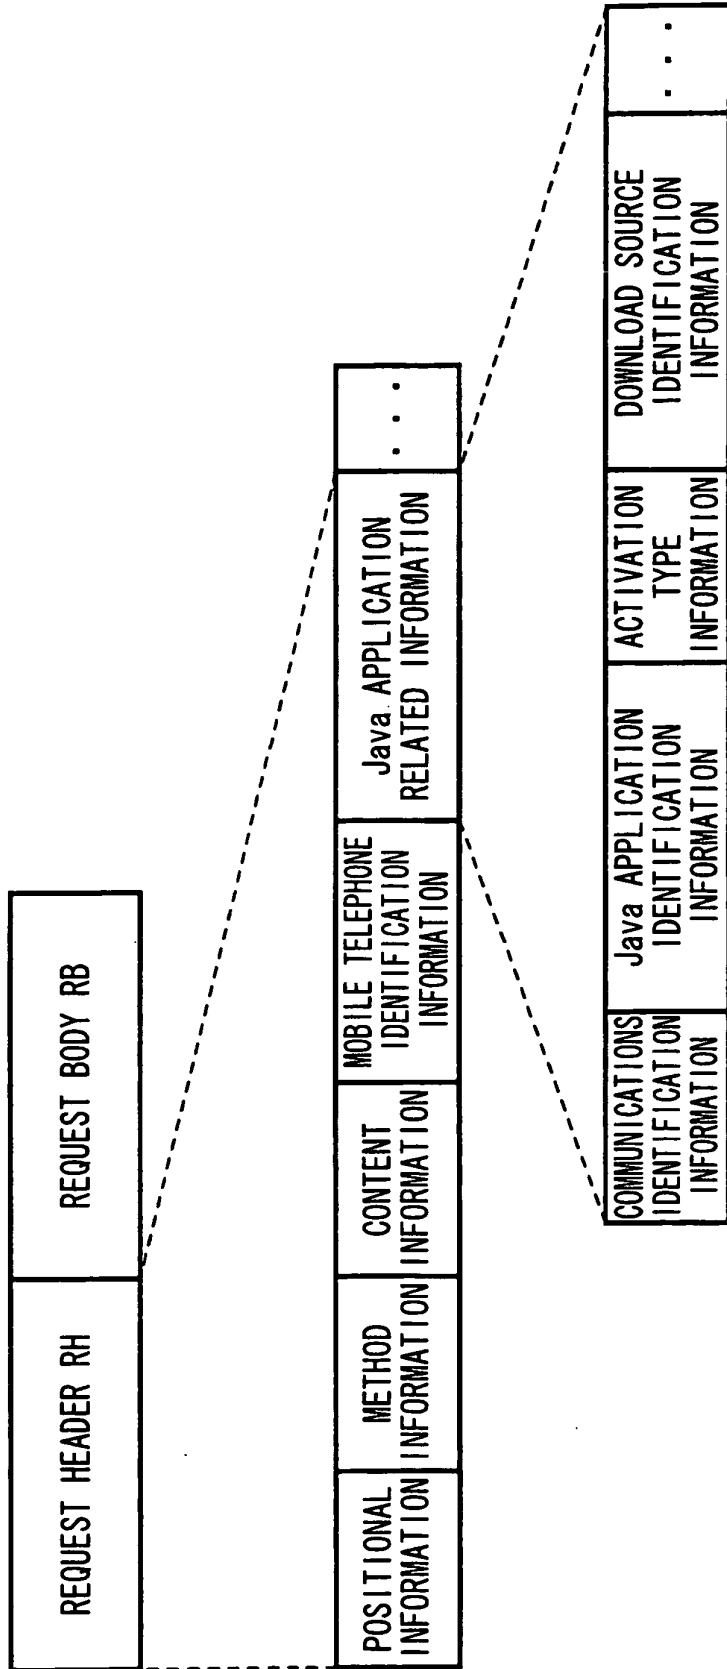 REQUEST HEADER RH
REQUEST BODY RB
POSITIONAL
INFORMATION
METHOD
INFORMATION
CONTENT
INFORMATION
MOBILE TELEPHONE
IDENTIFICATION
INFORMATION
Java APPLICATION
RELATED INFORMATION
. . .
COMMUNICATIONS
IDENTIFICATION
INFORMATION
Java APPLICATION
IDENTIFICATION
INFORMATION
ACTIVATION
TYPE
INFORMATION
DOWNLOAD SOURCE
IDENTIFICATION
INFORMATION
. . .